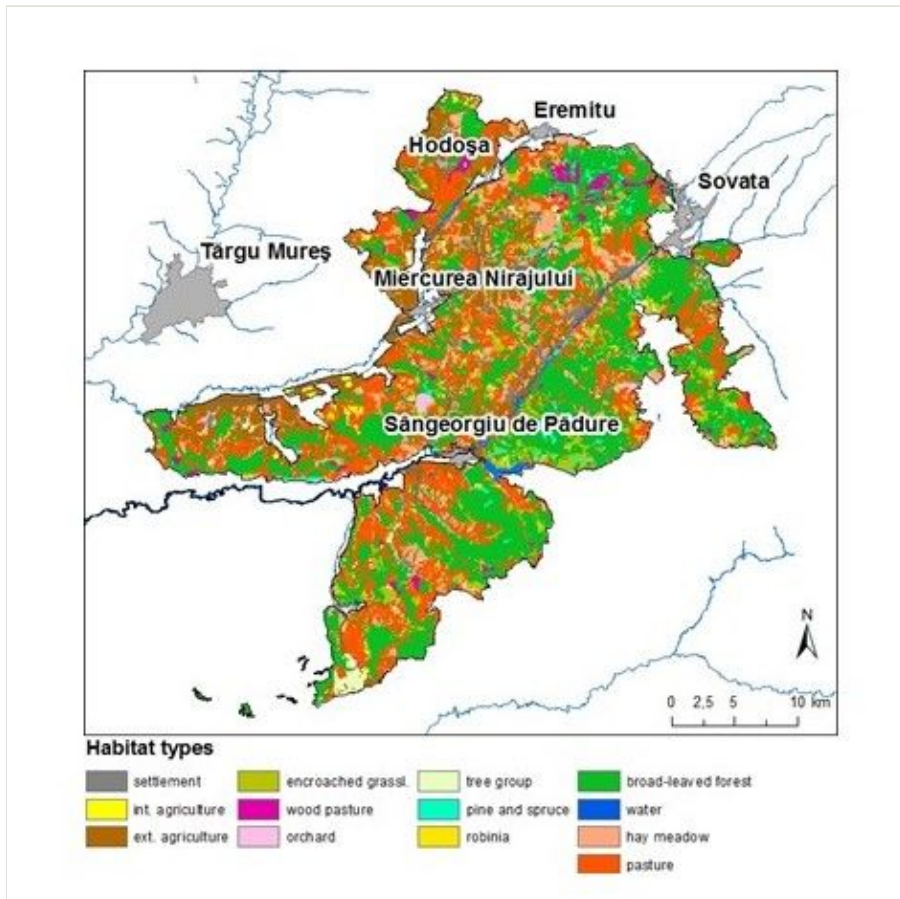 Eremitu
Hodoşa
Sovata
Târgu Mureş
Miercurea Nirajului
Sângeorgiu de Pădure
N
0 2,5 5 10 km
Habitat types
settlement
int. agriculture
ext. agriculture
encroached grassl.
wood pasture
orchard
tree group
pine and spruce
robinia
broad-leaved forest
water
hay meadow
pasture